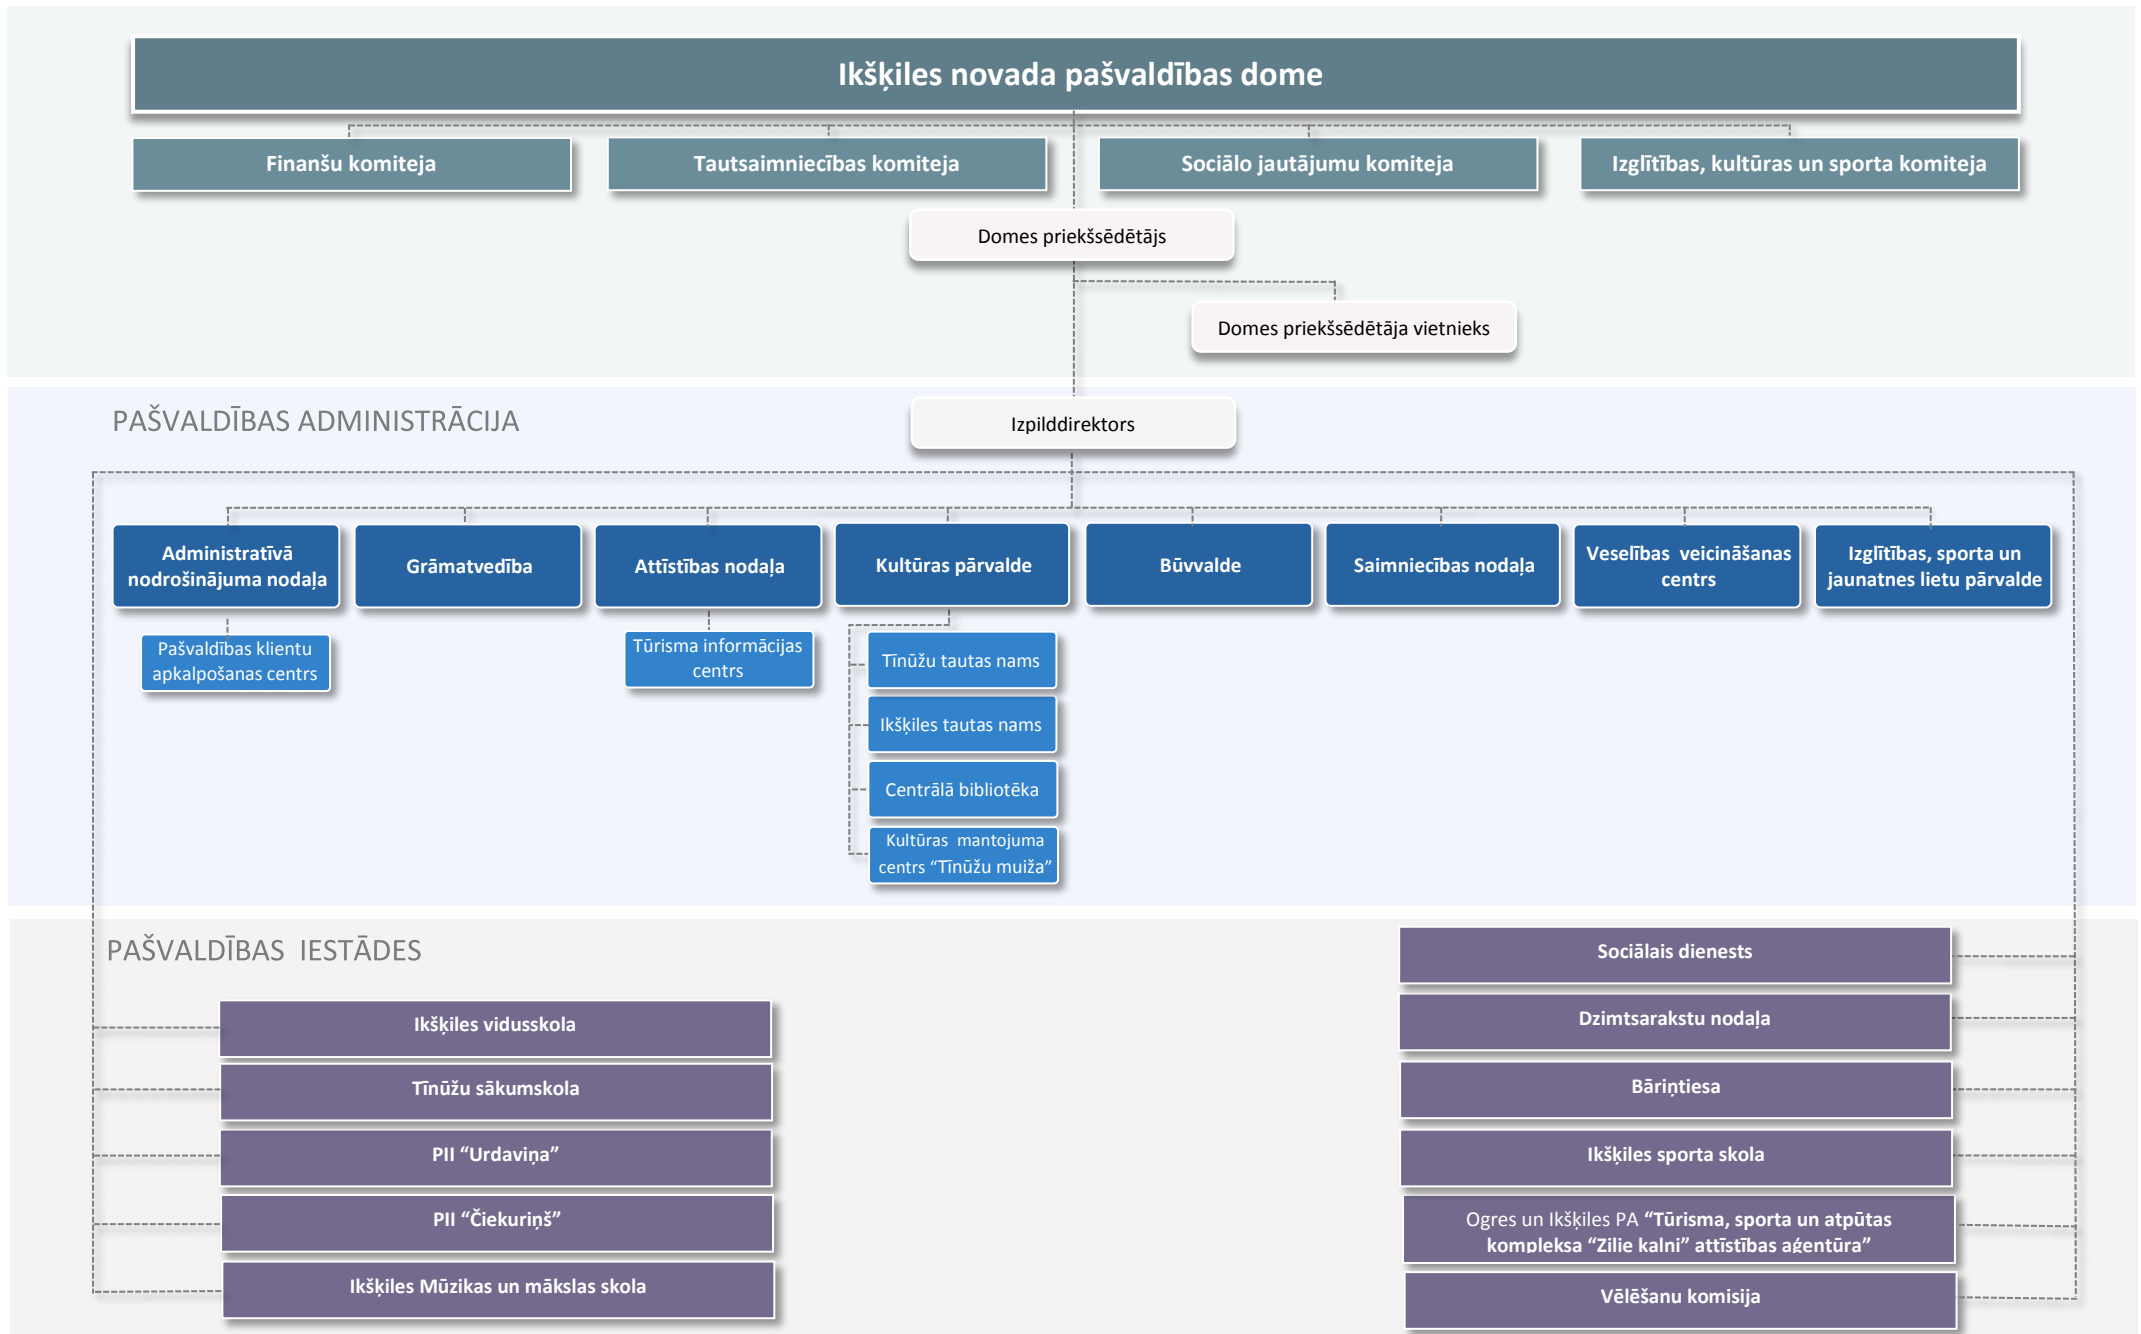 Ikšķiles novada pašvaldības dome
Finanšu komiteja
Tautsaimniecības komiteja
Sociālo jautājumu komiteja
Izglītības, kultūras un sporta komiteja
Domes priekšsēdētājs
Domes priekšsēdētāja vietnieks
PAŠVALDĪBAS ADMINISTRĀCIJA
Izpilddirektors
Administratīvā
nodrošinājuma nodaļa
Grāmatvedība
Attīstības nodaļa
Kultūras pārvalde
Būvvalde
Saimniecības nodaļa
Veselības veicināšanas
centrs
Izglītības, sporta un
jaunatnes lietu pārvalde
Pašvaldības klientu
apkalpošanas centrs
Tūrisma informācijas
centrs
Tīnūžu tautas nams
Ikšķiles tautas nams
Centrālā bibliotēka
Kultūras mantojuma
centrs “Tīnūžu muiža”
PAŠVALDĪBAS IESTĀDES
Ikšķiles vidusskola
Tīnūžu sākumskola
PII “Urdaviņa”
PII “Čiekuriņš”
Ikšķiles Mūzikas un mākslas skola
Sociālais dienests
Dzimtsarakstu nodaļa
Bāriņtiesa
Ikšķiles sporta skola
Ogres un Ikšķiles PA “Tūrisma, sporta un atpūtas
kompleksa “Zilie kalni” attīstības aģentūra”
Vēlēšanu komisija